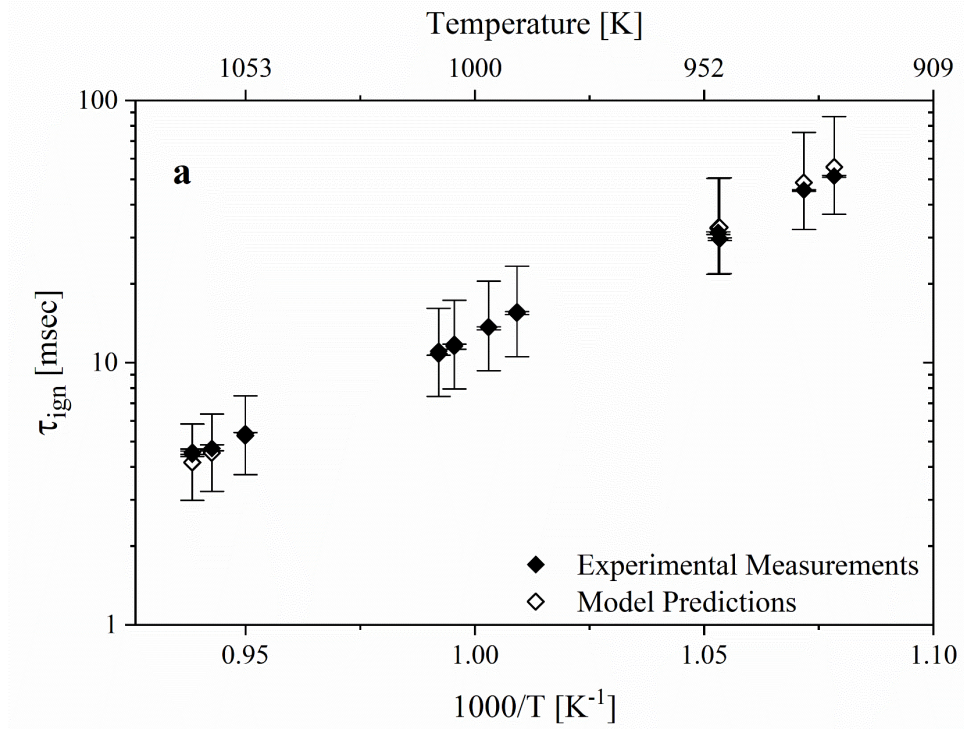 Temperature [K]
1053 1000 952 909
100
a
10
1
τign [msec]
Experimental Measurements
Model Predictions
0.95 1.00 1.05 1.10
1000/T [K-1]